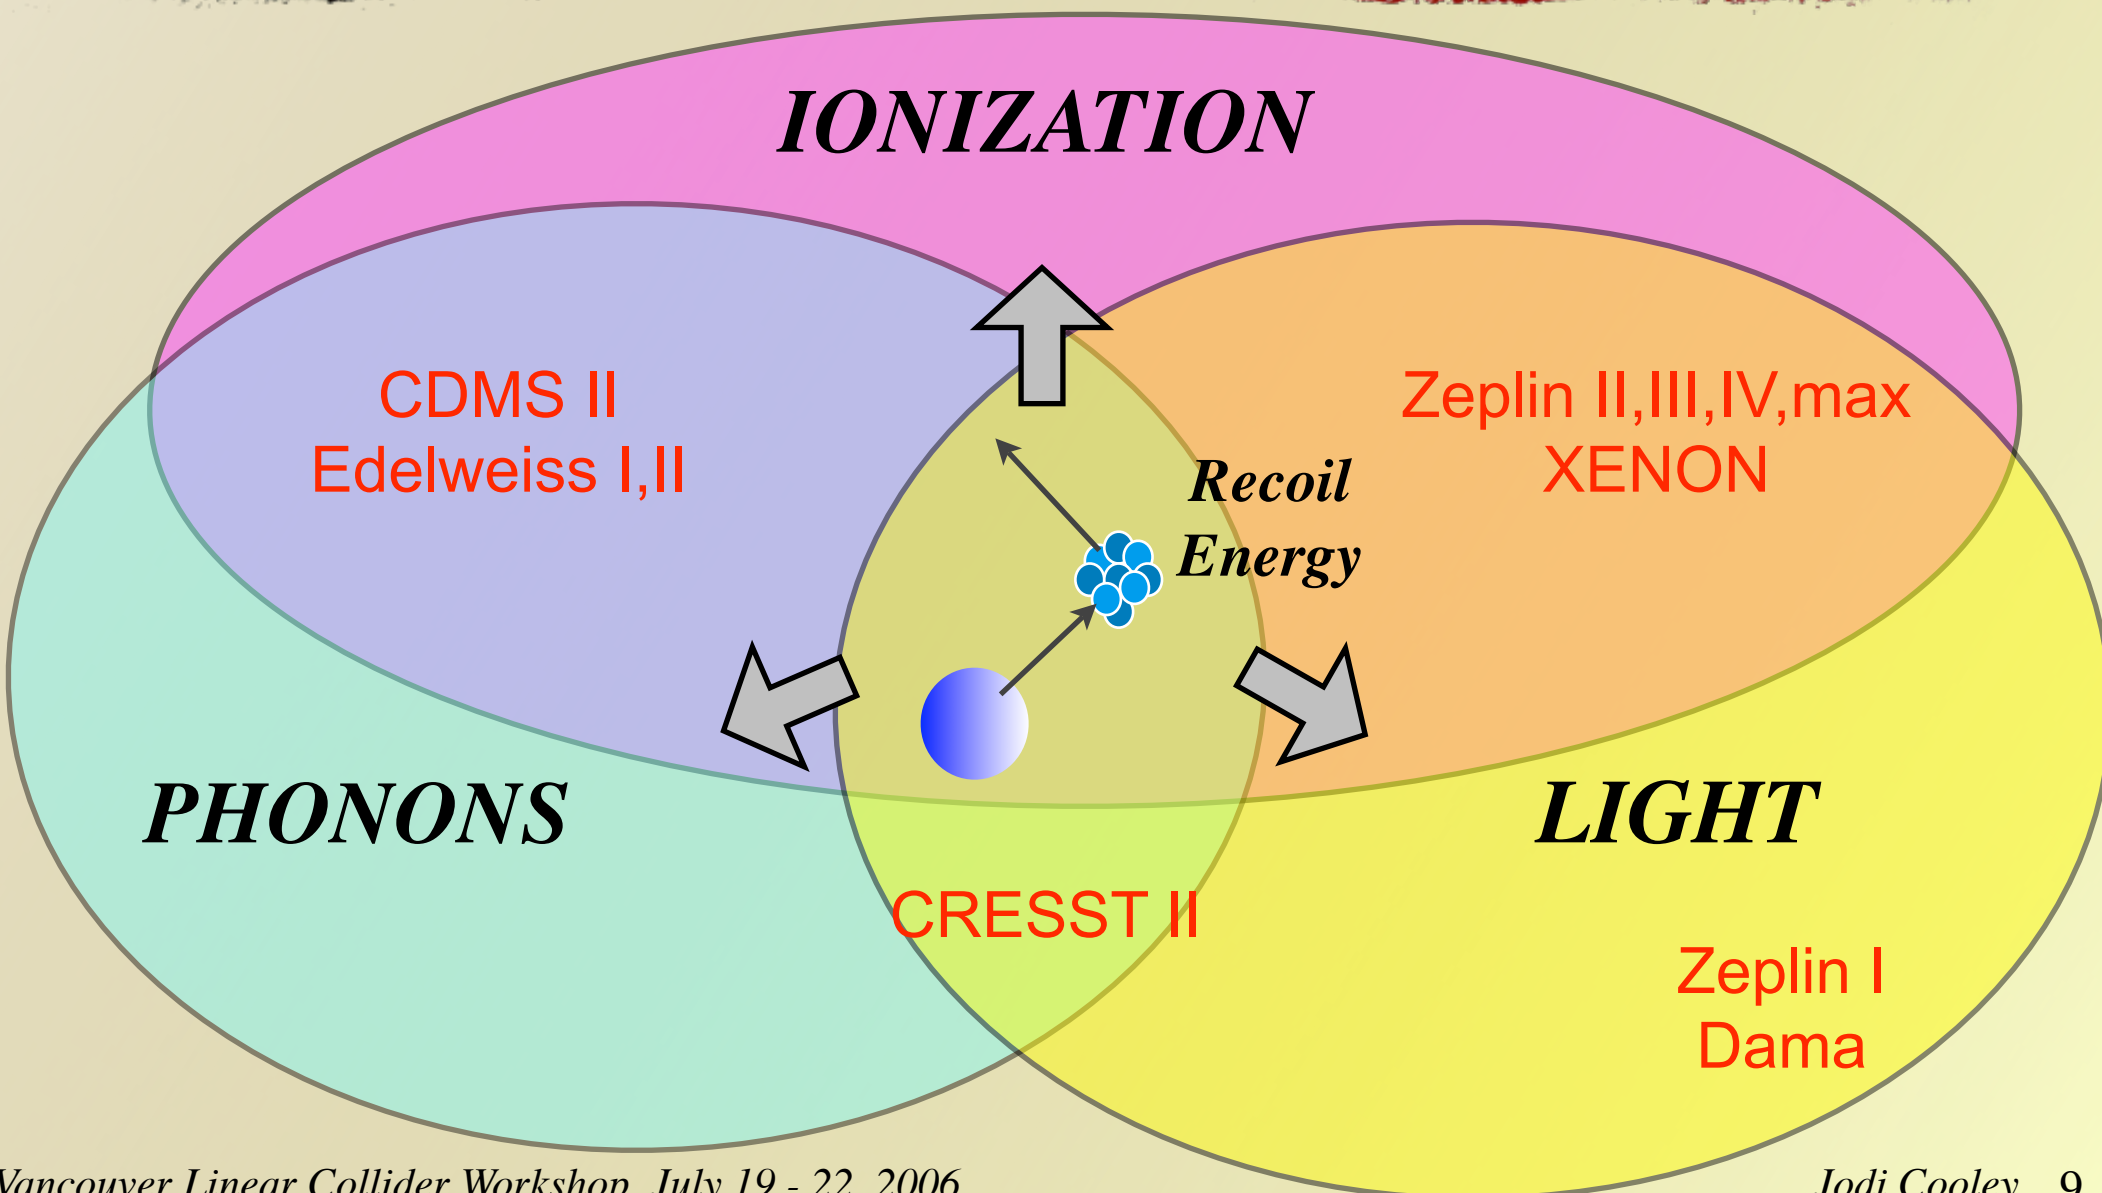 IONIZATION
CDMS II
Edelweiss I,II
Zeplin II,III,IV,max
XENON
Recoil
Energy
PHONONS
LIGHT
CRESST II
Zeplin I
Dama
Vancouver Linear Collider Workshop, July 19 - 22, 2006
Jodi Cooley 9